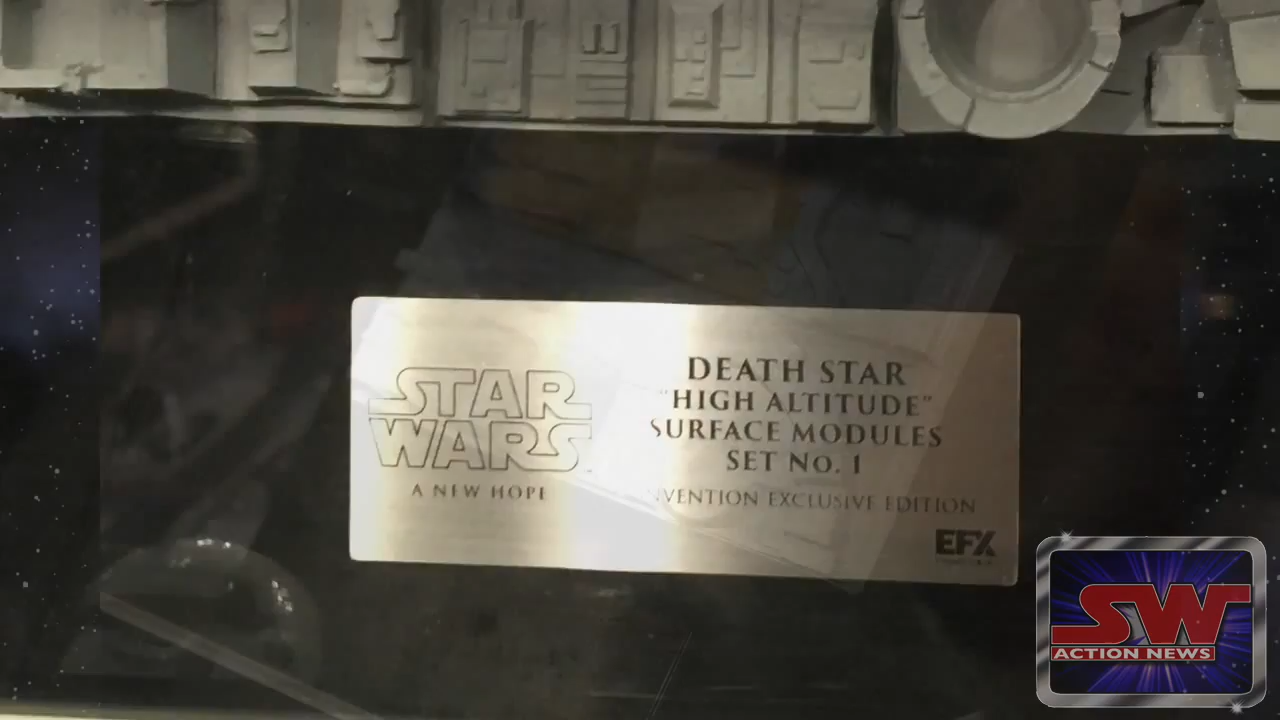 STAR
WARS
A NEW HOPE
DEATH STAR
"HIGH ALTITUDE"
SURFACE MODULES
SET NO. 1
NVENTION EXCLUSIVE EDITION
EFX
SW
ACTION NEWS